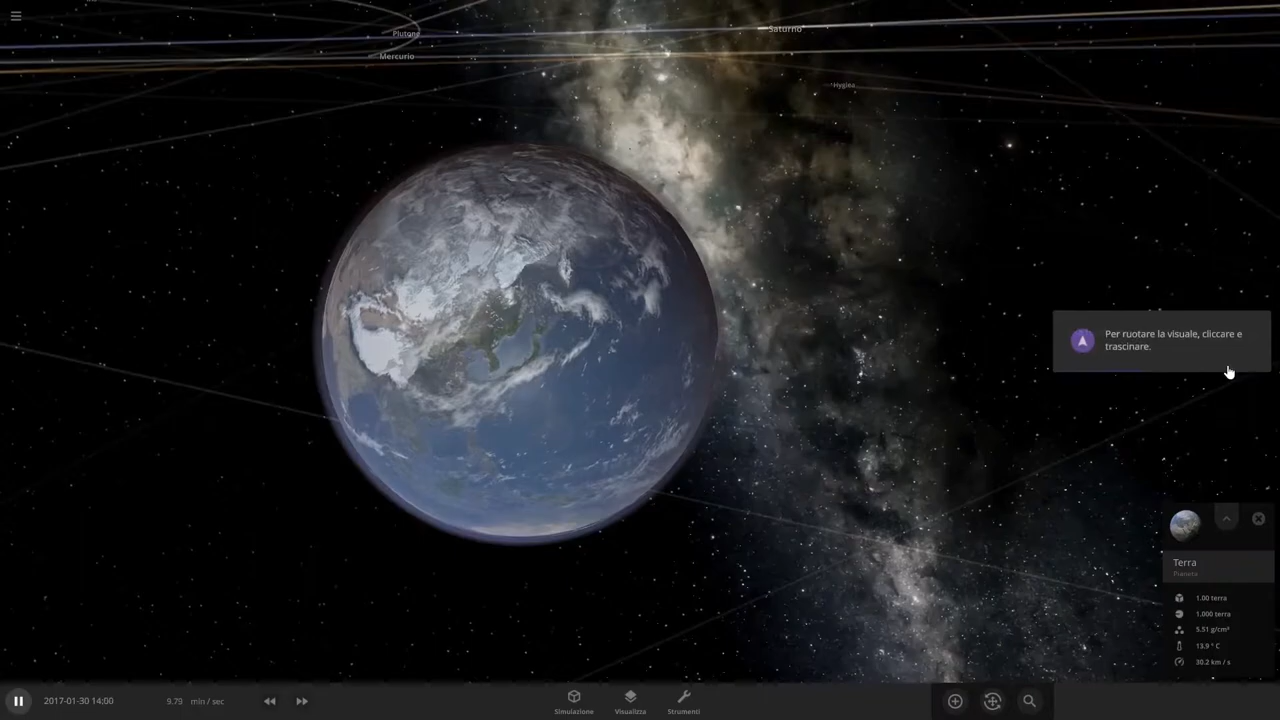 Plutone
Saturno
Mercurio
Hygiea
Per ruotare la visuale, cliccare e
trascinare.
Terra
Pianeta
1.00 terra
1.000 terra
5.51 g/cm³
13.9 ° C
30.2 km / s
2017-01-30 14:00
9.79 min / sec
Simulazione
Visualizza
Strumenti